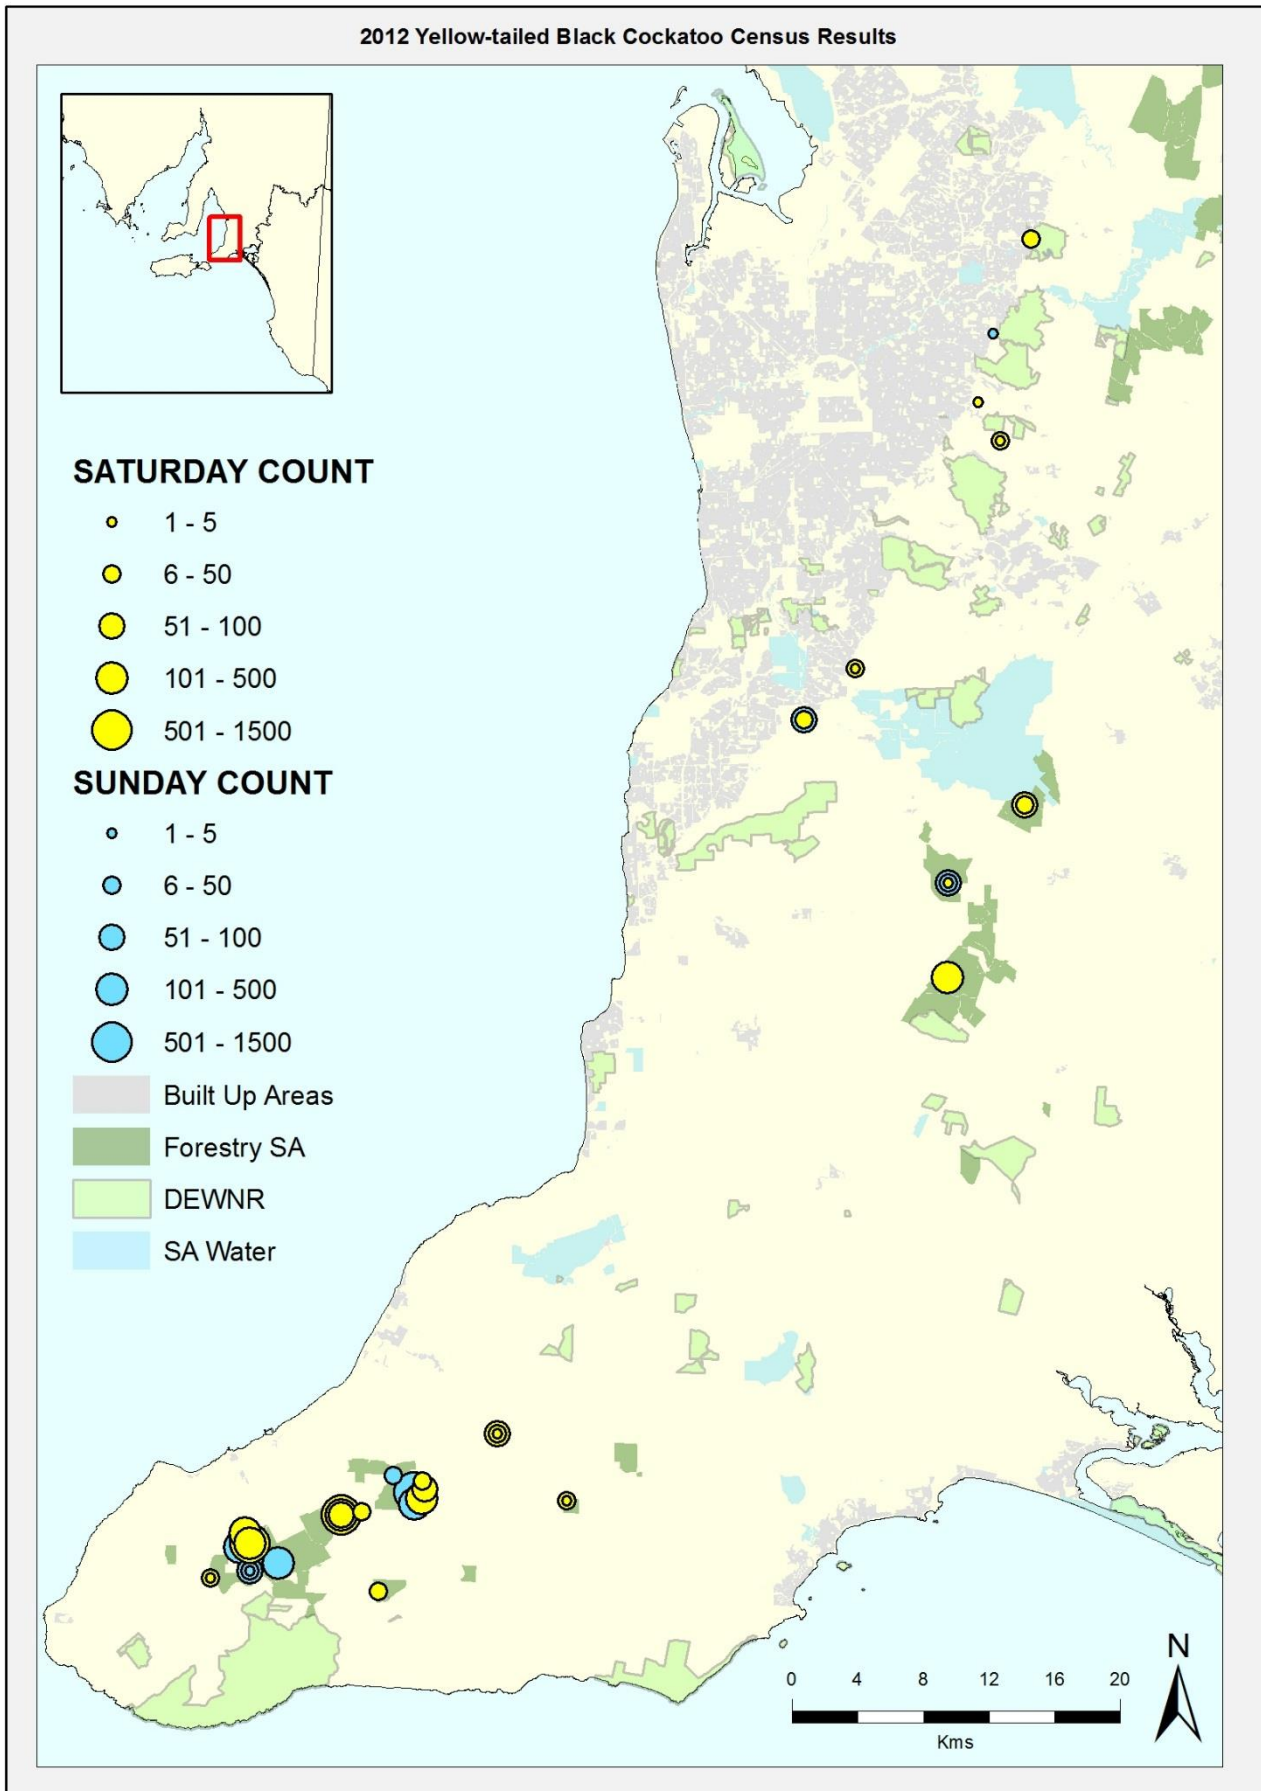 2012 Yellow-tailed Black Cockatoo Census Results
SATURDAY COUNT
1 - 5
6 - 50
51 - 100
101 - 500
501 - 1500
SUNDAY COUNT
1 - 5
6 - 50
51 - 100
101 - 500
501 - 1500
Built Up Areas
Forestry SA
DEWNR
SA Water
N
0 4 8 12 16 20
Kms